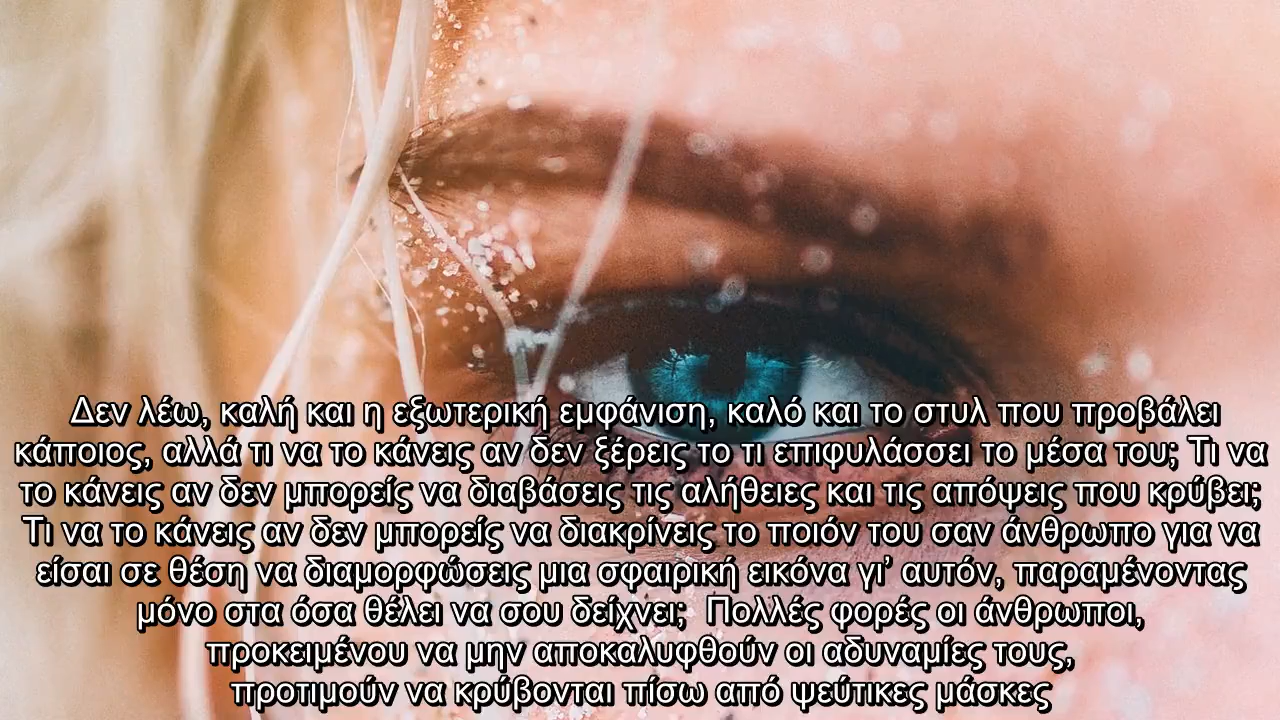 Δεν λέω, καλή και η εξωτερική εμφάνιση, καλό και το στυλ που προβάλει
κάποιος, αλλά τι να το κάνεις αν δεν ξέρεις το τι επιφυλάσσει το μέσα του; Τι να
το κάνεις αν δεν μπορείς να διαβάσεις τις αλήθειες και τις απόψεις που κρύβει;
Τι να το κάνεις αν δεν μπορείς να διακρίνεις το ποιόν του σαν άνθρωπο για να
είσαι σε θέση να διαμορφώσεις μια σφαιρική εικόνα γι’ αυτόν, παραμένοντας
μόνο στα όσα θέλει να σου δείχνει;  Πολλές φορές οι άνθρωποι,
προκειμένου να μην αποκαλυφθούν οι αδυναμίες τους,
προτιμούν να κρύβονται πίσω από ψεύτικες μάσκες